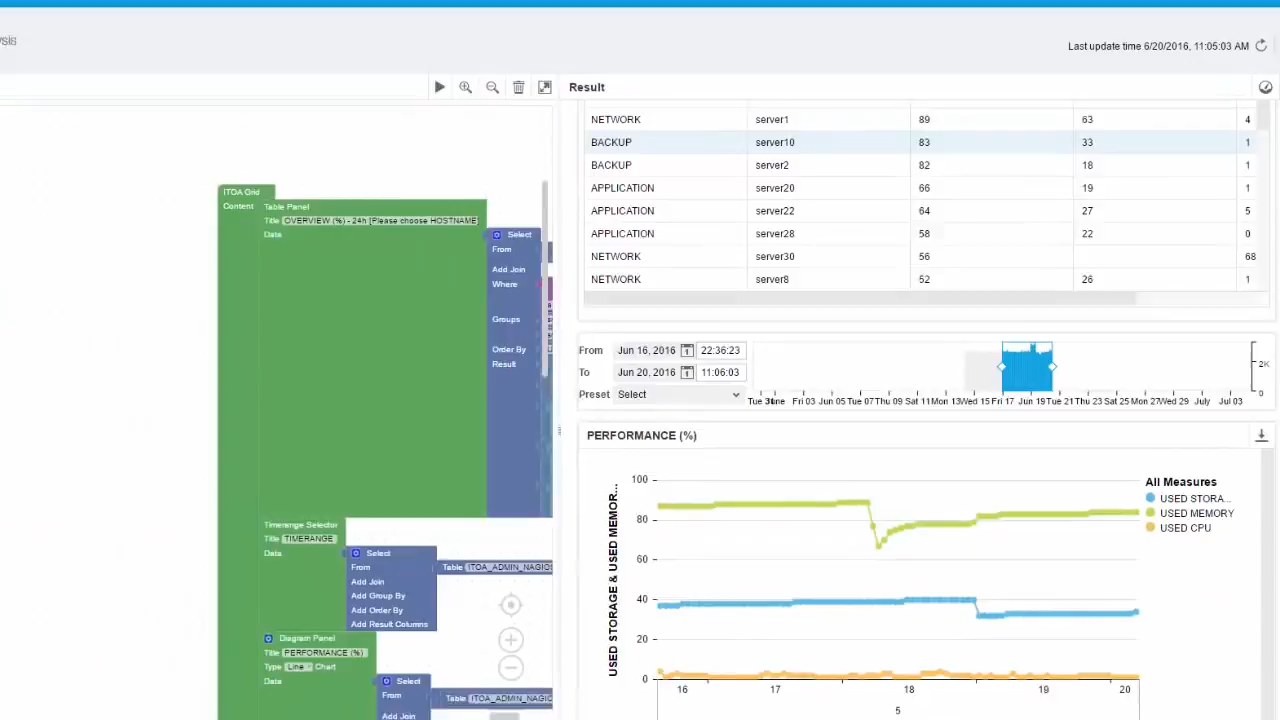 ysis
Last update time 6/20/2016, 11:05:03 AM
Result
NETWORK server1 89 63 4
BACKUP server10 83 33 1
BACKUP server2 82 18 1
APPLICATION server20 66 19 1
APPLICATION server22 64 27 5
APPLICATION server28 58 22 0
NETWORK server30 56 68
NETWORK server8 52 26 1
ITOA Grid
Content Table Panel
Title OVERVIEW (%) - 24h [Please choose HOSTNAME
Data
Select
From
Add Join
Where
Groups
Order By
Result
Timerange Selector
Title TIMERANGE
Data
Select
From Table ITOA_ADMIN_NAGIOS
Add Join
Add Group By
Add Order By
Add Result Columns
Diagram Panel
Title PERFORMANCE (%)
Type Line Chart
Data
Select
From Table ITOA_ADMIN_NAGIOS
Add Join
From Jun 16, 2016 22:36:23
To Jun 20, 2016 11:06:03
Preset Select
2K
0
Fri 03 Jun 05 Tue 07 Thu 09 Sat 11 Mon 13 Wed 15 Fri 17 Jun 19 Tue 21 Thu 23 Sat 25 Mon 27 Wed 29 July Jul 03
PERFORMANCE (%)
USED STORAGE & USED MEMOR...
100
80
60
40
20
0
16 17 18 19 20
5
All Measures
USED STORA...
USED MEMORY
USED CPU